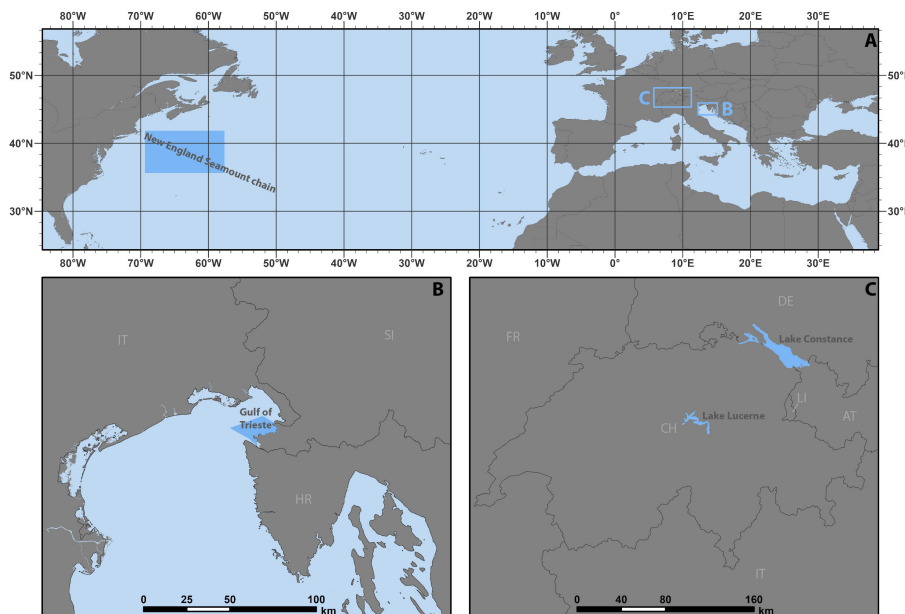 80°W 70°W 60°W 50°W 40°W 30°W 20°W 10°W 0° 10°E 20°E 30°E
A
50°N 50°N
C
B
40°N 40°N
New England Seamount chain
30°N 30°N
80°W 70°W 60°W 50°W 40°W 30°W 20°W 10°W 0° 10°E 20°E 30°E
B
IT
SI
Gulf of
Trieste
HR
0 25 50 100
km
C
DE
FR
Lake Constance
LI
Lake Lucerne
AT
CH
IT
0 40 80 160
km